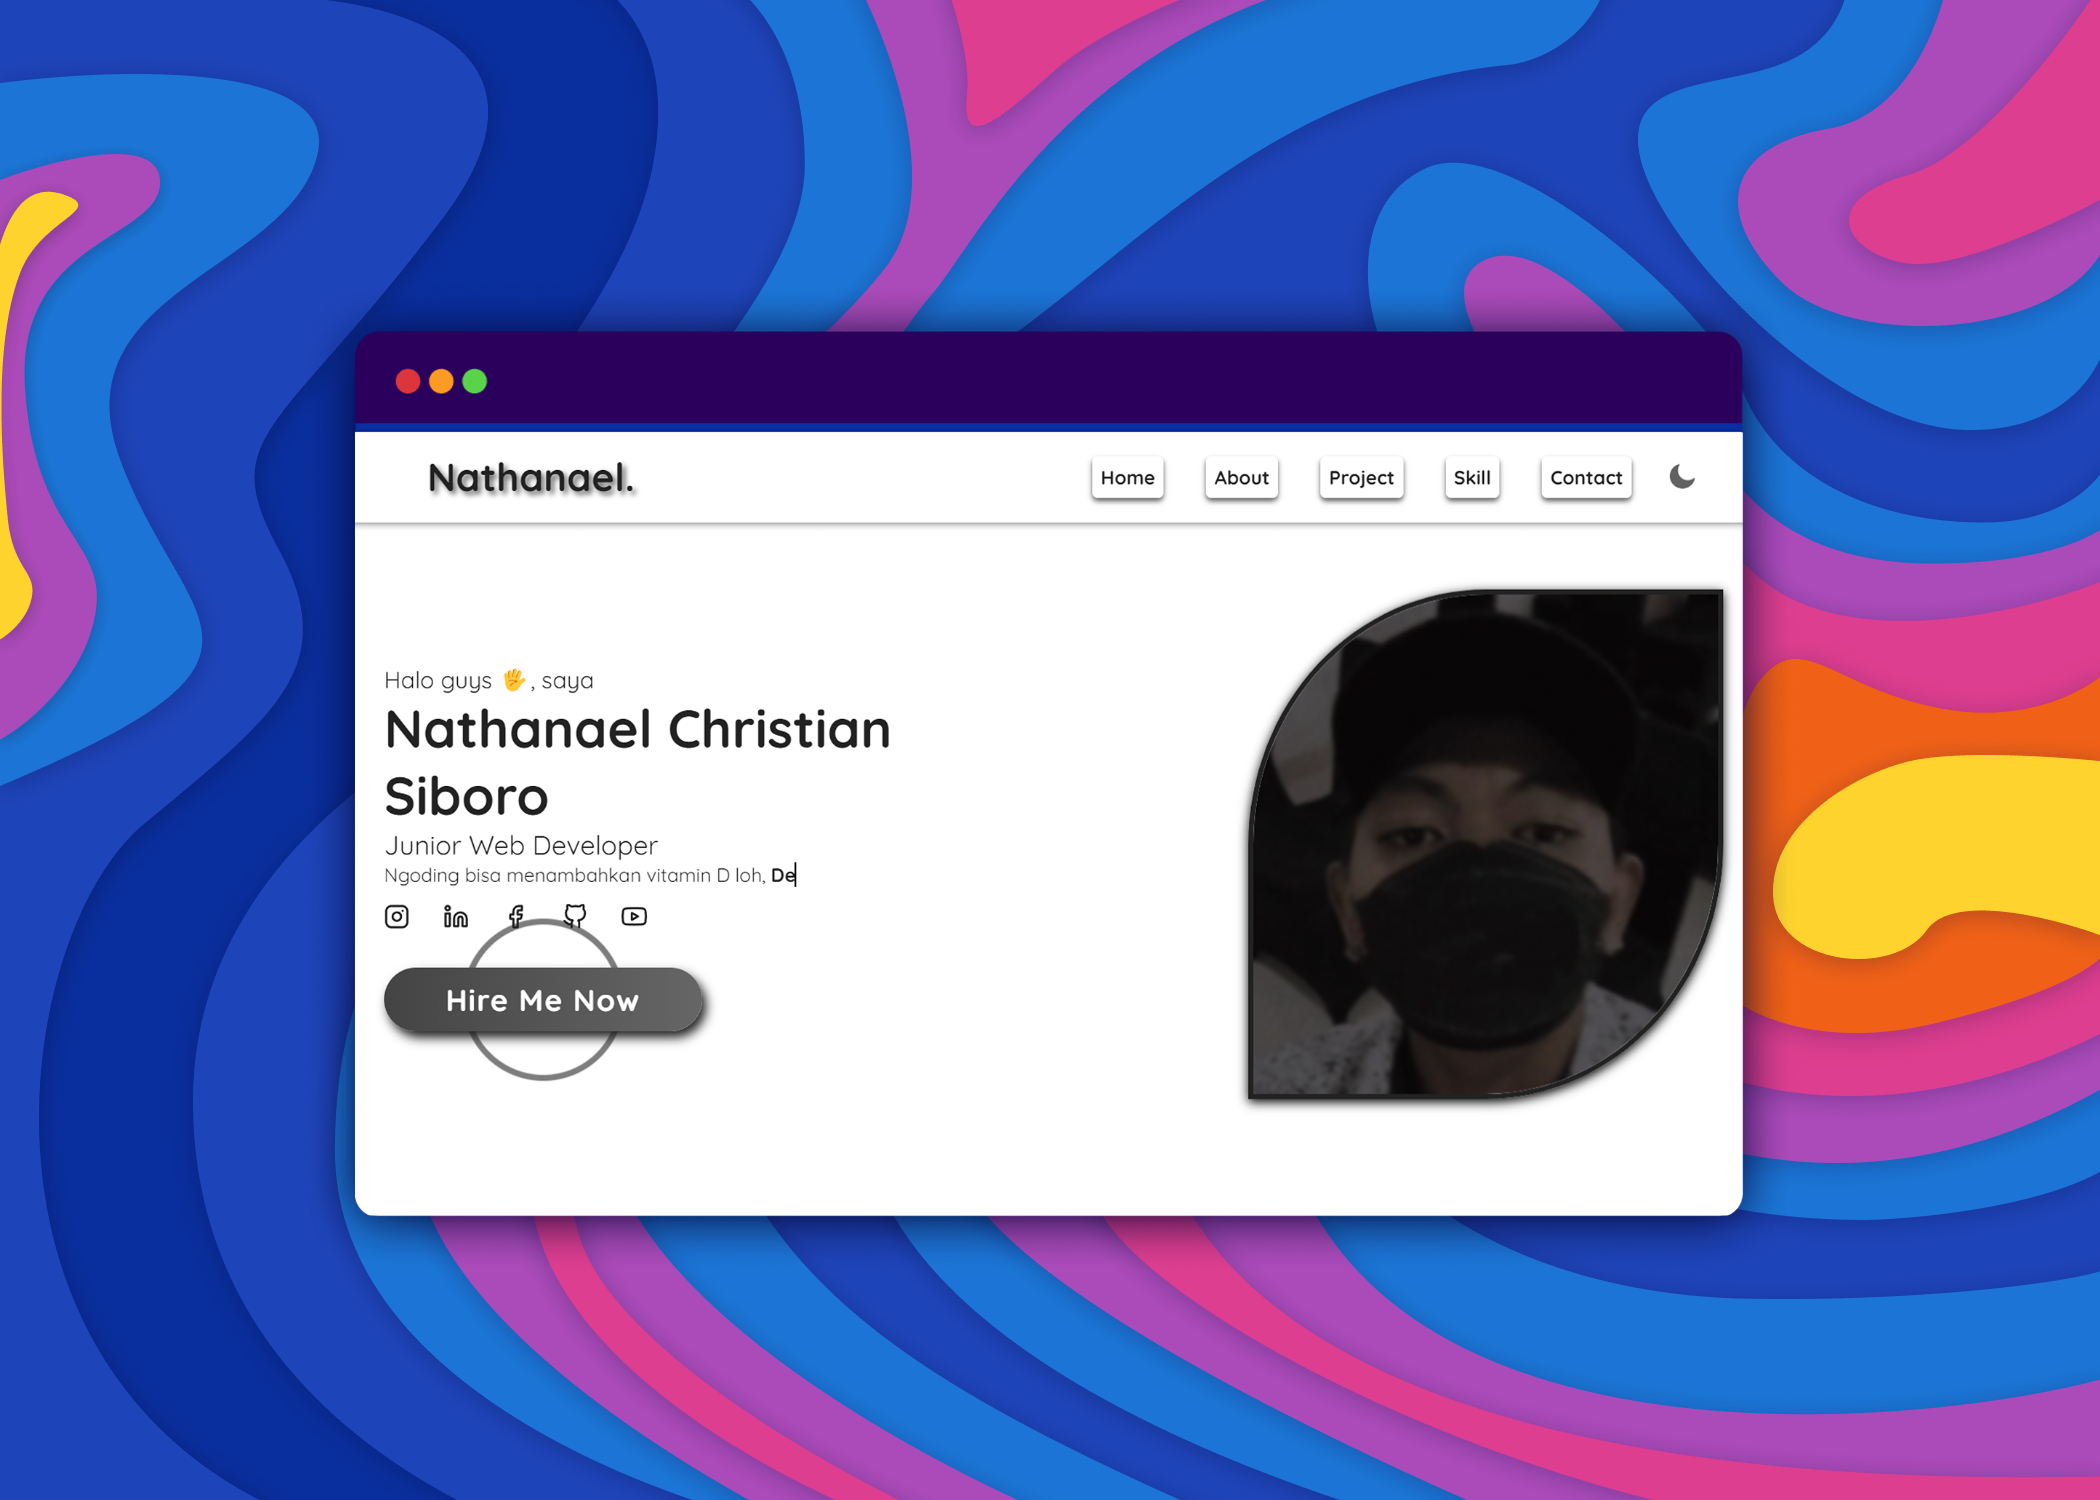 Nathanael.
Home About Project Skill Contact
Halo guys 🖐, saya
Nathanael Christian
Siboro
Junior Web Developer
Ngoding bisa menambahkan vitamin D loh, De
Hire Me Now